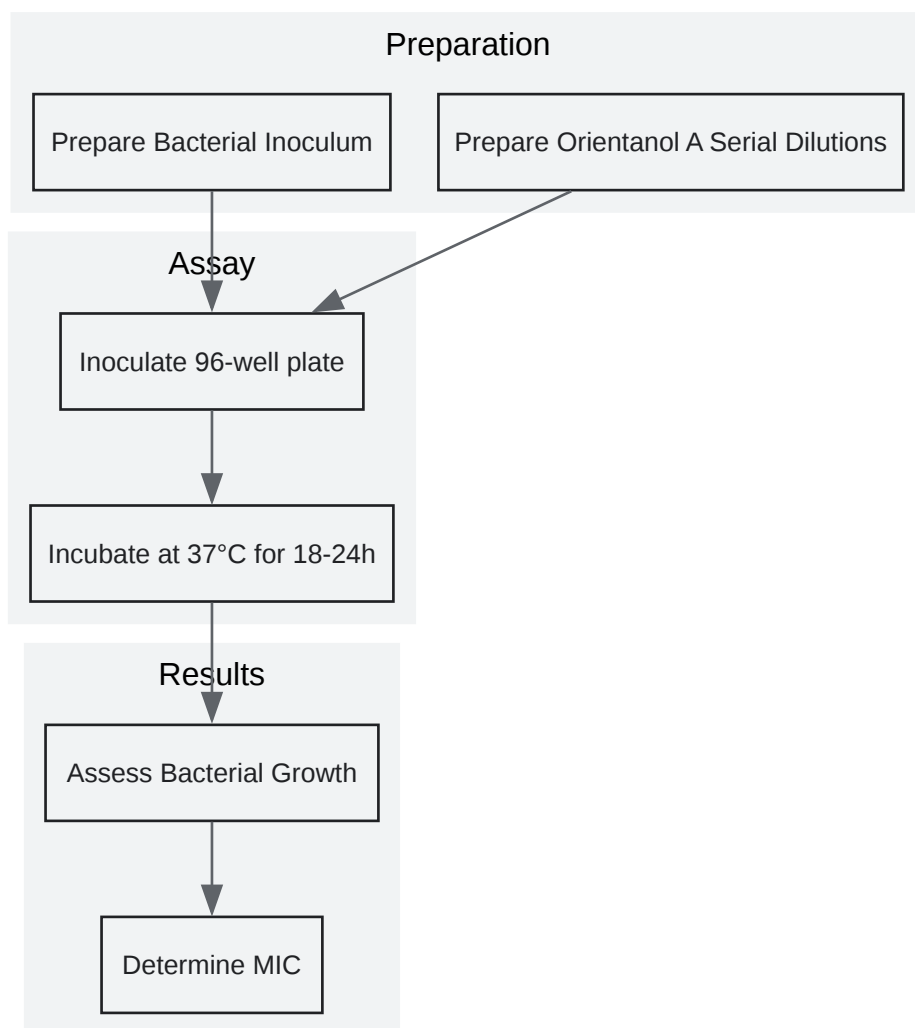 Preparation
Prepare Bacterial Inoculum
Prepare Orientanol A Serial Dilutions
Assay
Inoculate 96-well plate
Incubate at 37°C for 18-24h
Results
Assess Bacterial Growth
Determine MIC